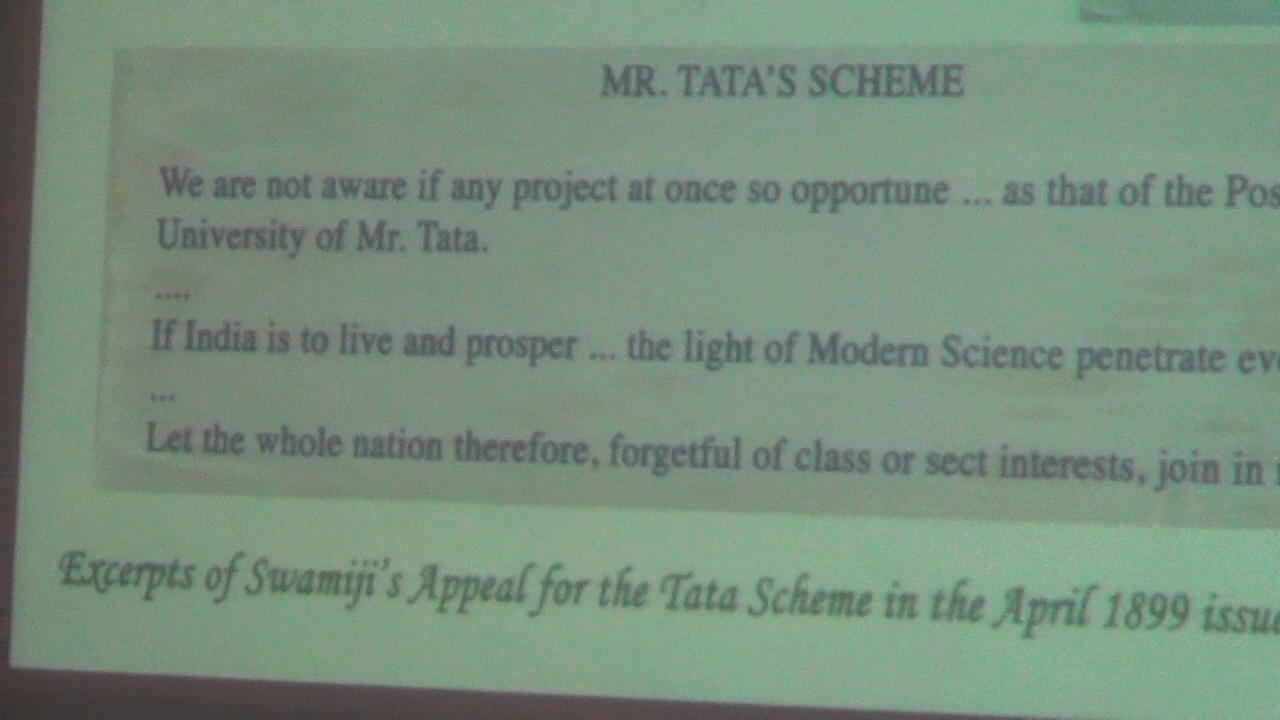 MR. TATA'S SCHEME
We are not aware if any project at once so opportune ... as that of the
University of Mr. Tata.
....
If India is to live and prosper ... the light of Modern Science penetrate
...
Let the whole nation therefore, forgetful of class or sect interests, join in
Excerpts of Swamiji's Appeal for the Tata Scheme in the April 1899